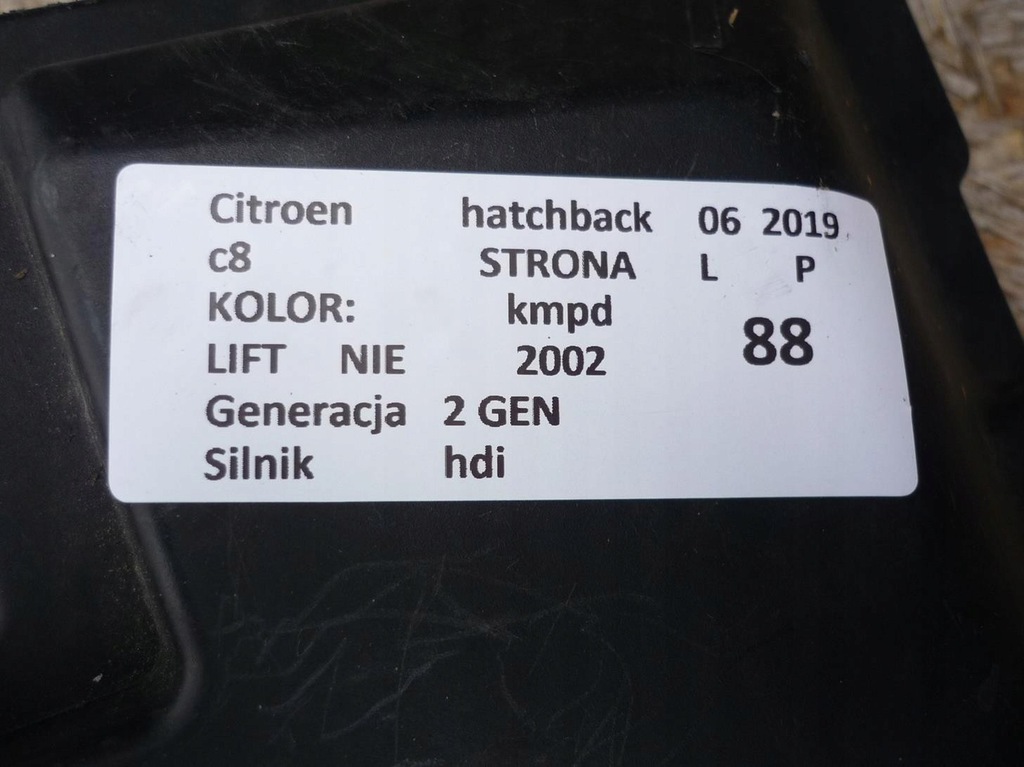 Citroen hatchback 06 2019
c8 STRONA L P
KOLOR: kmpd
88
LIFT NIE 2002
Generacja 2 GEN
Silnik hdi